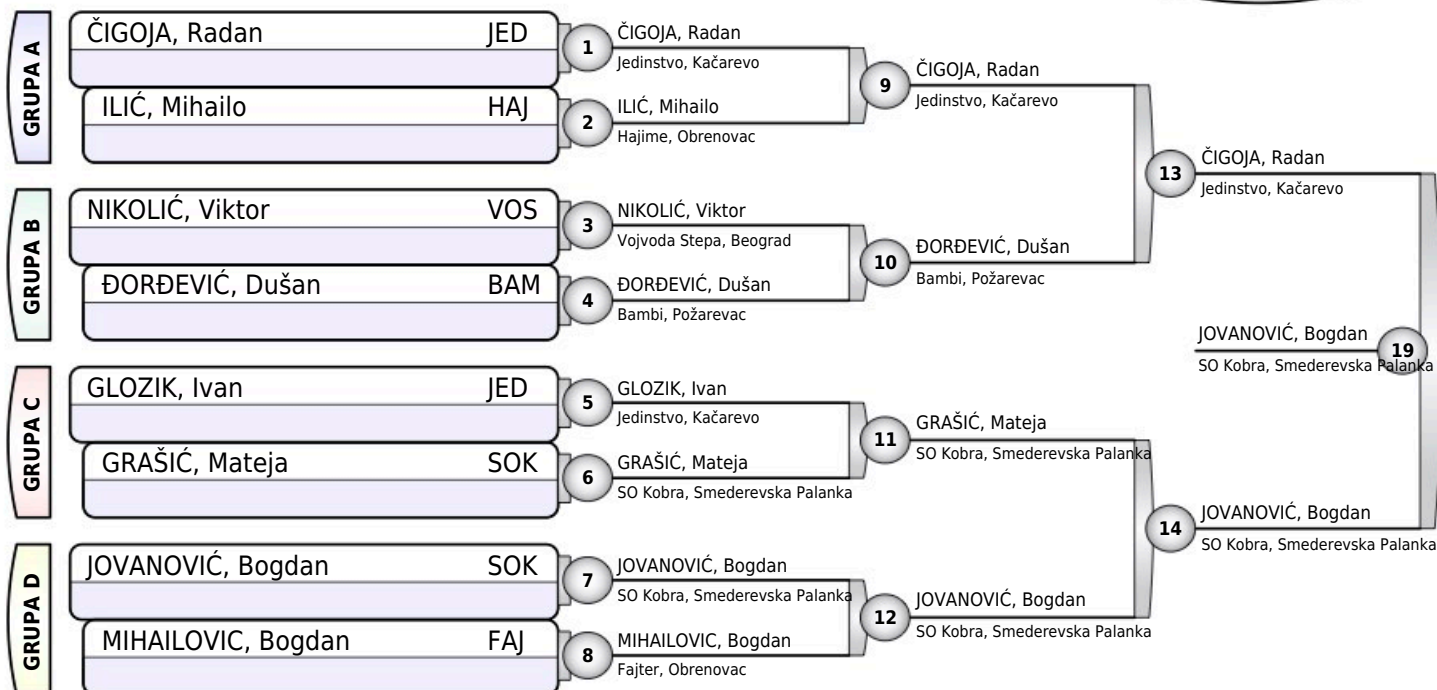 GRUPA A
ČIGOJA, Radan JED
ILIĆ, Mihailo HAJ
GRUPA B
NIKOLIĆ, Viktor VOS
ĐORĐEVIĆ, Dušan BAM
GRUPA C
GLOZIK, Ivan JED
GRAŠIĆ, Mateja SOK
GRUPA D
JOVANOVIĆ, Bogdan SOK
MIHAILOVIC, Bogdan FAJ
1
ČIGOJA, Radan
Jedinstvo, Kačarevo
2
ILIĆ, Mihailo
Hajime, Obrenovac
3
NIKOLIĆ, Viktor
Vojvoda Stepa, Beograd
4
ĐORĐEVIĆ, Dušan
Bambi, Požarevac
5
GLOZIK, Ivan
Jedinstvo, Kačarevo
6
GRAŠIĆ, Mateja
SO Kobra, Smederevska Palanka
7
JOVANOVIĆ, Bogdan
SO Kobra, Smederevska Palanka
8
MIHAILOVIC, Bogdan
Fajter, Obrenovac
9
ČIGOJA, Radan
Jedinstvo, Kačarevo
10
ĐORĐEVIĆ, Dušan
Bambi, Požarevac
11
GRAŠIĆ, Mateja
SO Kobra, Smederevska Palanka
12
JOVANOVIĆ, Bogdan
SO Kobra, Smederevska Palanka
13
ČIGOJA, Radan
Jedinstvo, Kačarevo
14
JOVANOVIĆ, Bogdan
SO Kobra, Smederevska Palanka
19
JOVANOVIĆ, Bogdan
SO Kobra, Smederevska Palanka